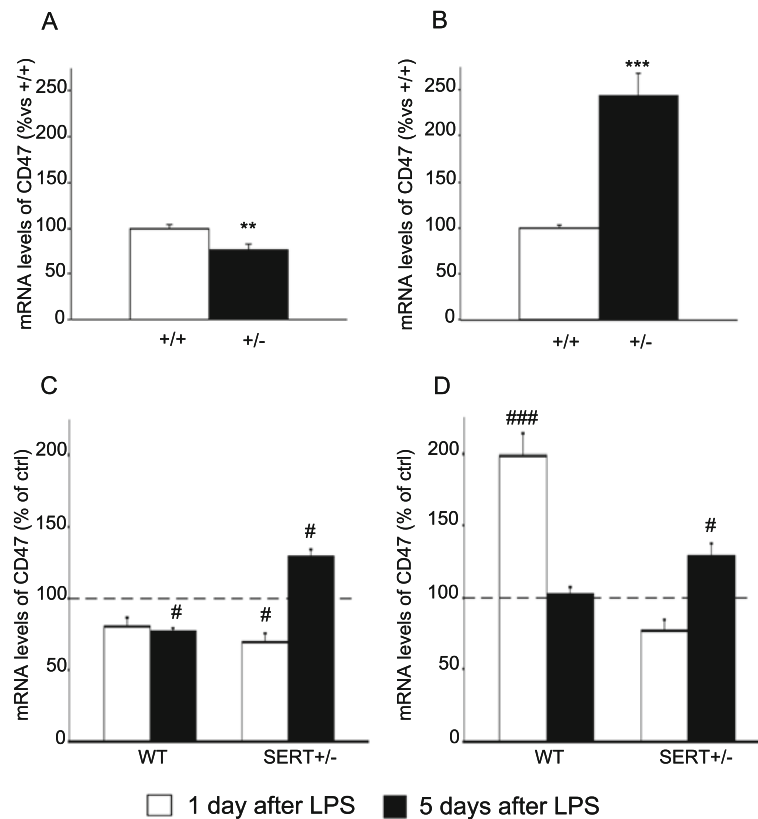 A
mRNA levels of CD47 (%vs +/+)
250
200
150
100
50
0
**
+/+ +/-
B
mRNA levels of CD47 (%vs +/+)
250
200
150
100
50
0
***
+/+ +/-
C
mRNA levels of CD47 (% of ctrl)
200
150
100
50
0
# # #
WT SERT+/-
D
mRNA levels of CD47 (% of ctrl)
200
150
100
50
0
### #
WT SERT+/-
1 day after LPS 5 days after LPS